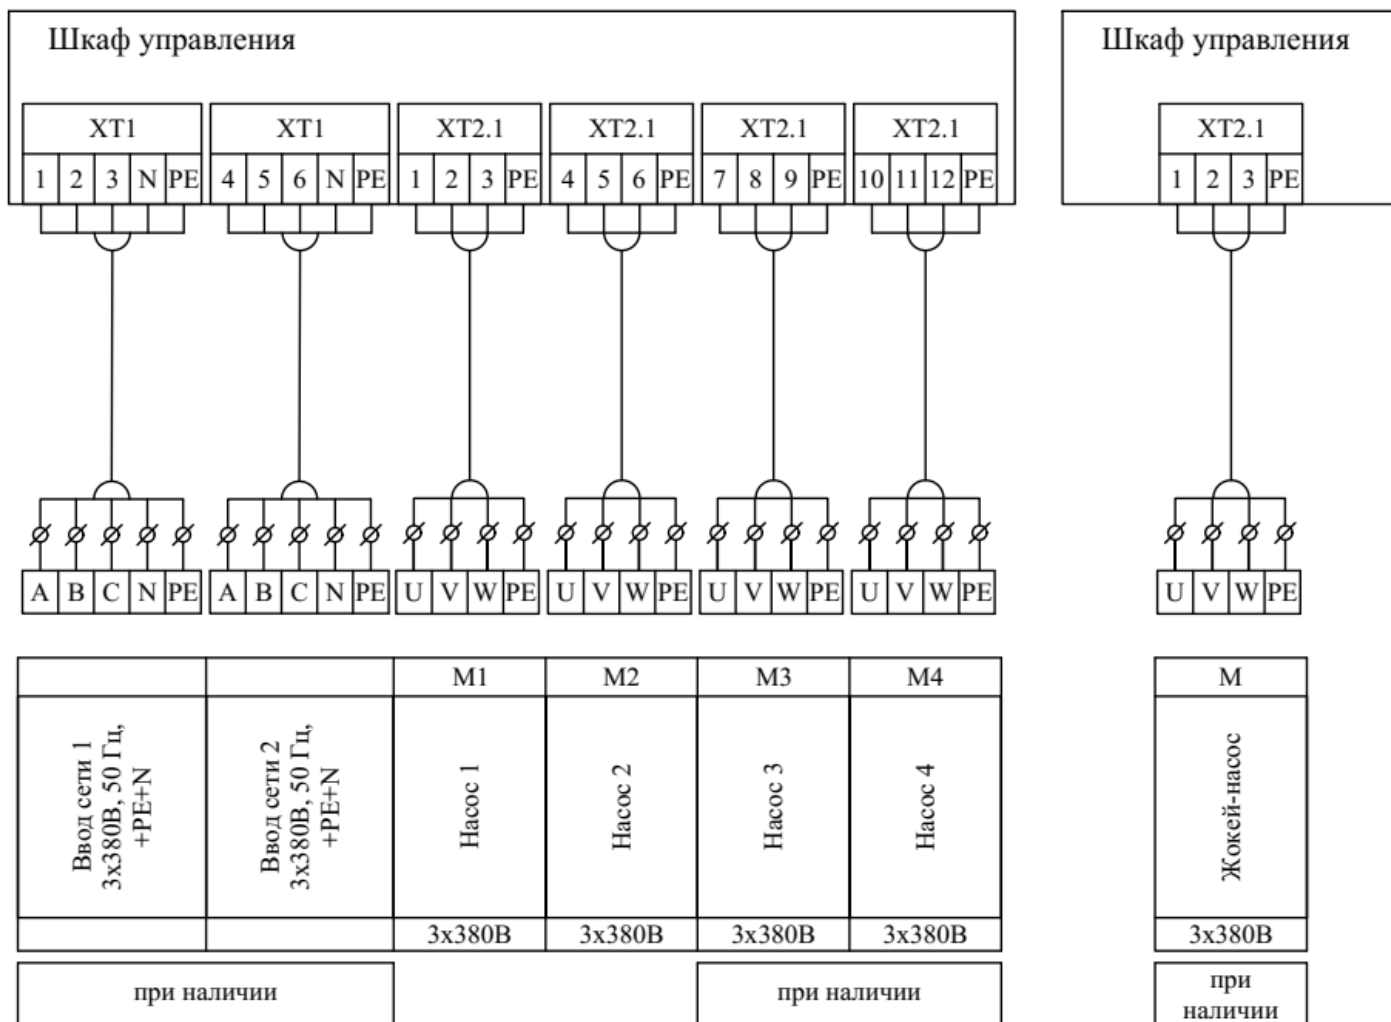 Шкаф управления
Шкаф управления
XT1 XT1 XT2.1 XT2.1 XT2.1 XT2.1 XT2.1
1 2 3 N PE 4 5 6 N PE 1 2 3 PE 4 5 6 PE 7 8 9 PE 10 11 12 PE 1 2 3 PE
A B C N PE A B C N PE U V W PE U V W PE U V W PE U V W PE U V W PE
M1 M2 M3 M4 M
Ввод сети 1
3х380В, 50 Гц,
+PE+N
Ввод сети 2
3х380В, 50 Гц,
+PE+N
Насос 1
Насос 2
Насос 3
Насос 4
Жокей-насос
3х380В 3х380В 3х380В 3х380В 3х380В
при наличии
при наличии
при
наличии